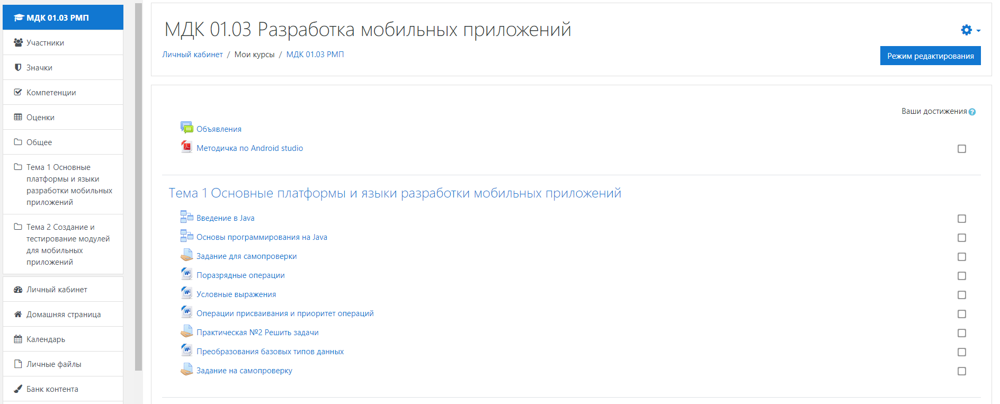 МДК 01.03 РМП
Участники
Значки
Компетенции
Оценки
Общее
Тема 1 Основные
платформы и языки
разработки мобильных
приложений
Тема 2 Создание и
тестирование модулей
для мобильных
приложений
Личный кабинет
Домашняя страница
Календарь
Личные файлы
Банк контента
МДК 01.03 Разработка мобильных приложений
Личный кабинет / Мои курсы / МДК 01.03 РМП
Режим редактирования
Ваши достижения
Объявления
Методичка по Android studio
Тема 1 Основные платформы и языки разработки мобильных приложений
Введение в Java
Основы программирования на Java
Задание для самопроверки
Поразрядные операции
Условные выражения
Операции присваивания и приоритет операций
Практическая №2 Решить задачи
Преобразования базовых типов данных
Задание на самопроверку